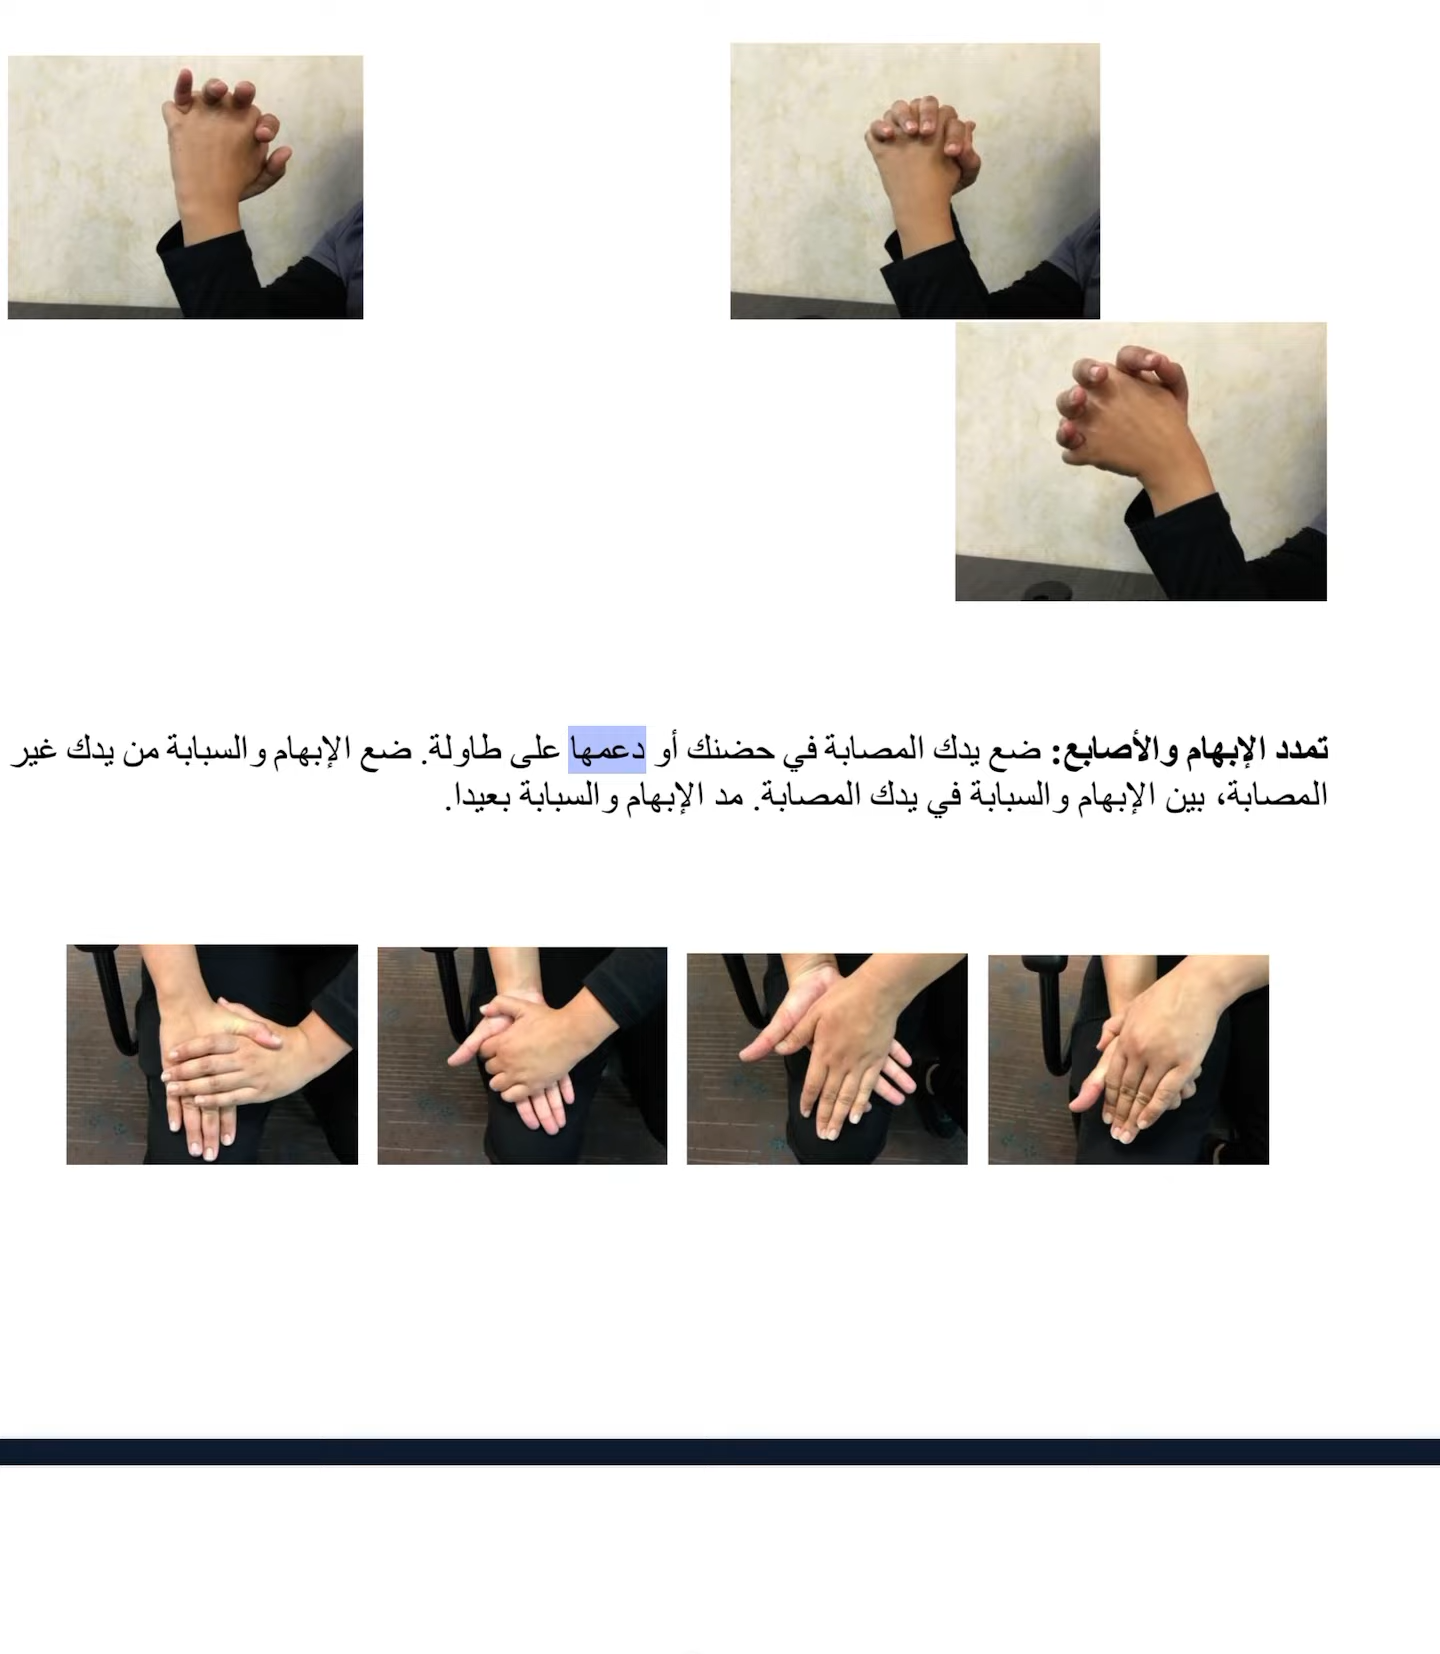 تمدد الإبهام والأصابع: ضع يدك المصابة في حضنك أو دعمها على طاولة. ضع الإبهام والسبابة من يدك غير
المصابة، بين الإبهام والسبابة في يدك المصابة. مد الإبهام والسبابة بعيدا.